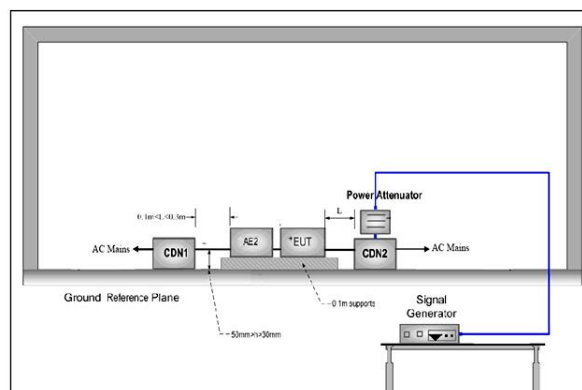 Power Attenuator
0.1m<L<0.3m
L
AC Mains
CDN1
AE2
*EUT
CDN2
AC Mains
Ground Reference Plane
0.1m supports
50mm>h>30mm
Signal
Generator